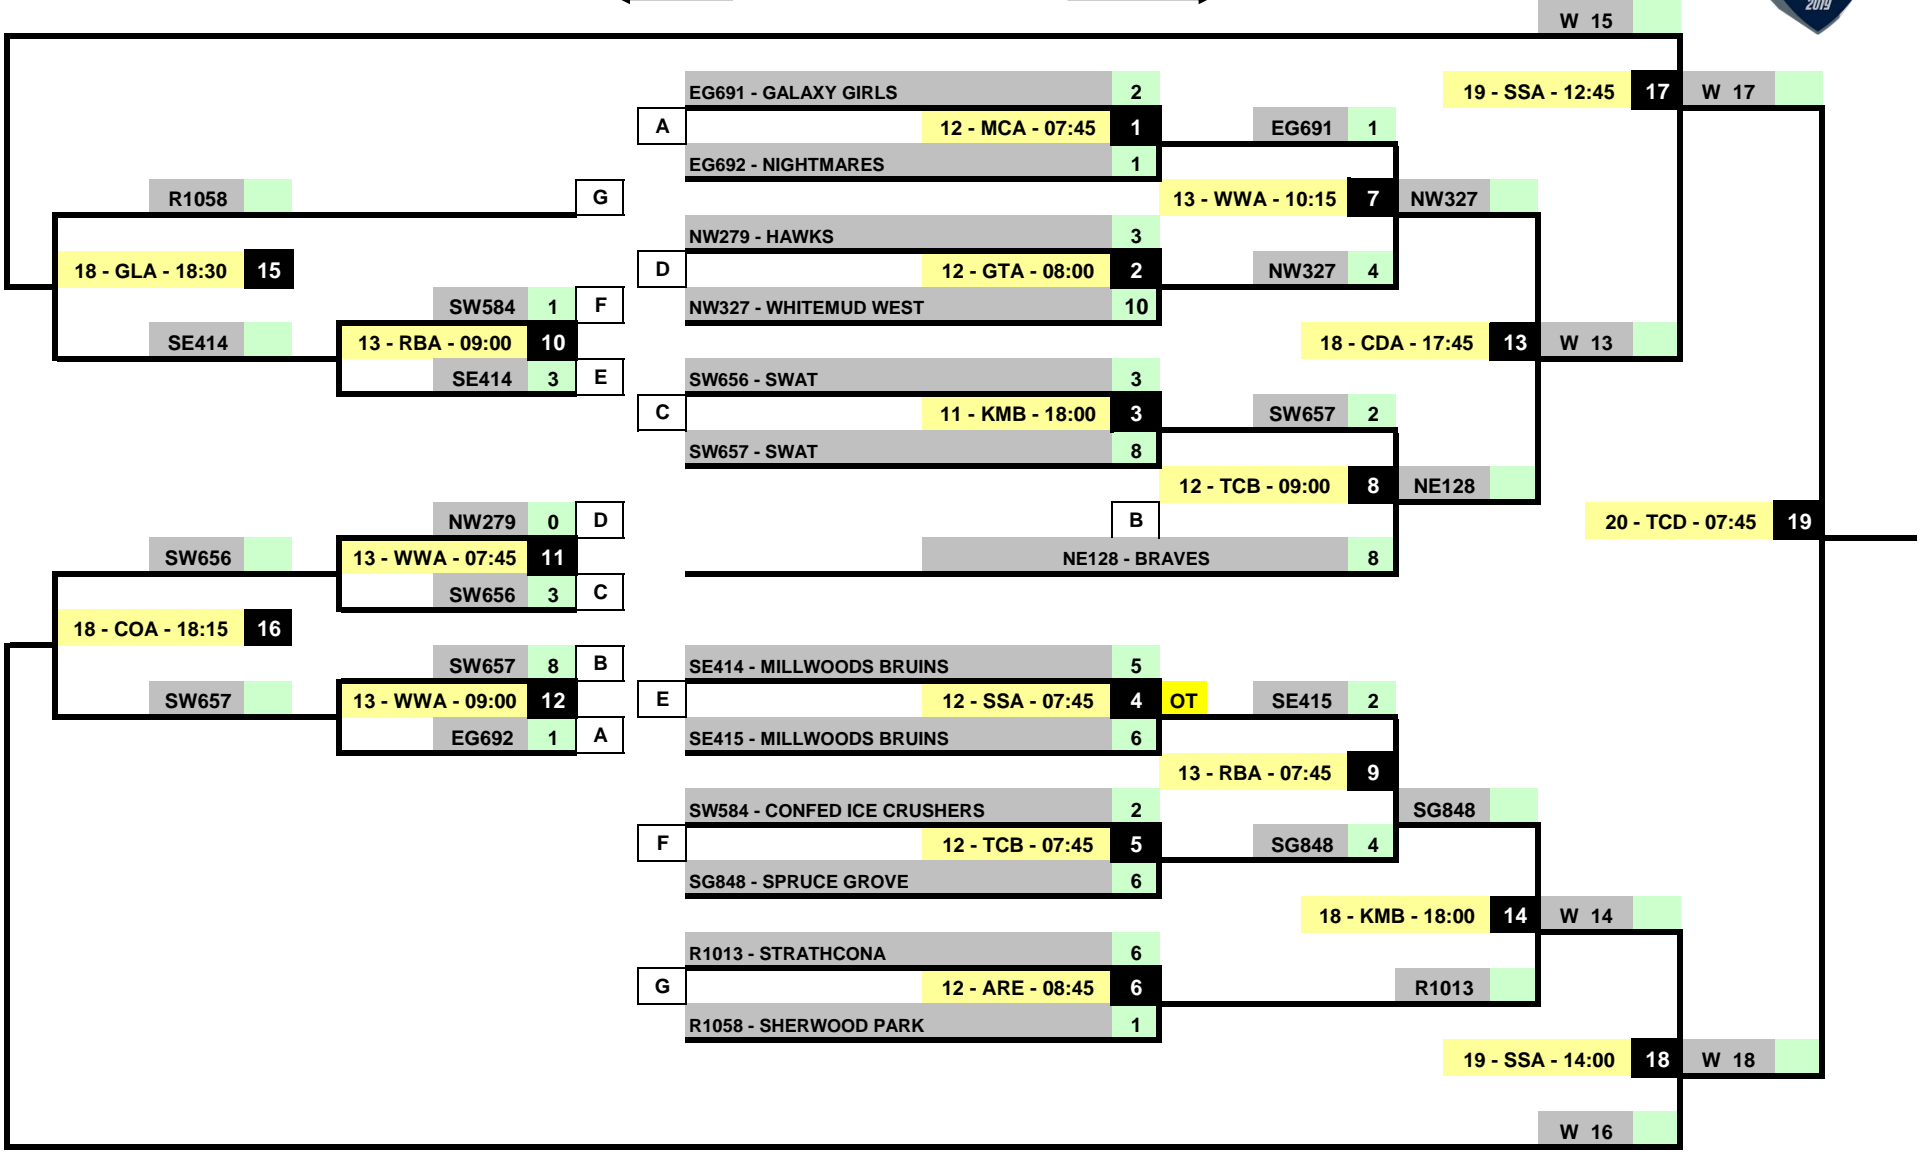 2019
W 15
EG691 - GALAXY GIRLS 2
19 - SSA - 12:45 17 W 17
A 12 - MCA - 07:45 1 EG691 1
EG692 - NIGHTMARES 1
R1058 G 13 - WWA - 10:15 7 NW327
NW279 - HAWKS 3
18 - GLA - 18:30 15 D 12 - GTA - 08:00 2 NW327 4
SW584 1 F NW327 - WHITEMUD WEST 10
SE414 13 - RBA - 09:00 10 18 - CDA - 17:45 13 W 13
SE414 3 E SW656 - SWAT 3
C 11 - KMB - 18:00 3 SW657 2
SW657 - SWAT 8
12 - TCB - 09:00 8 NE128
NW279 0 D B 20 - TCD - 07:45 19
SW656 13 - WWA - 07:45 11 NE128 - BRAVES 8
SW656 3 C
18 - COA - 18:15 16
SW657 8 B SE414 - MILLWOODS BRUINS 5
SW657 13 - WWA - 09:00 12 E 12 - SSA - 07:45 4 OT SE415 2
EG692 1 A SE415 - MILLWOODS BRUINS 6
13 - RBA - 07:45 9
SW584 - CONFED ICE CRUSHERS 2 SG848
F 12 - TCB - 07:45 5 SG848 4
SG848 - SPRUCE GROVE 6
18 - KMB - 18:00 14 W 14
R1013 - STRATHCONA 6
G 12 - ARE - 08:45 6 R1013
R1058 - SHERWOOD PARK 1
19 - SSA - 14:00 18 W 18
W 16